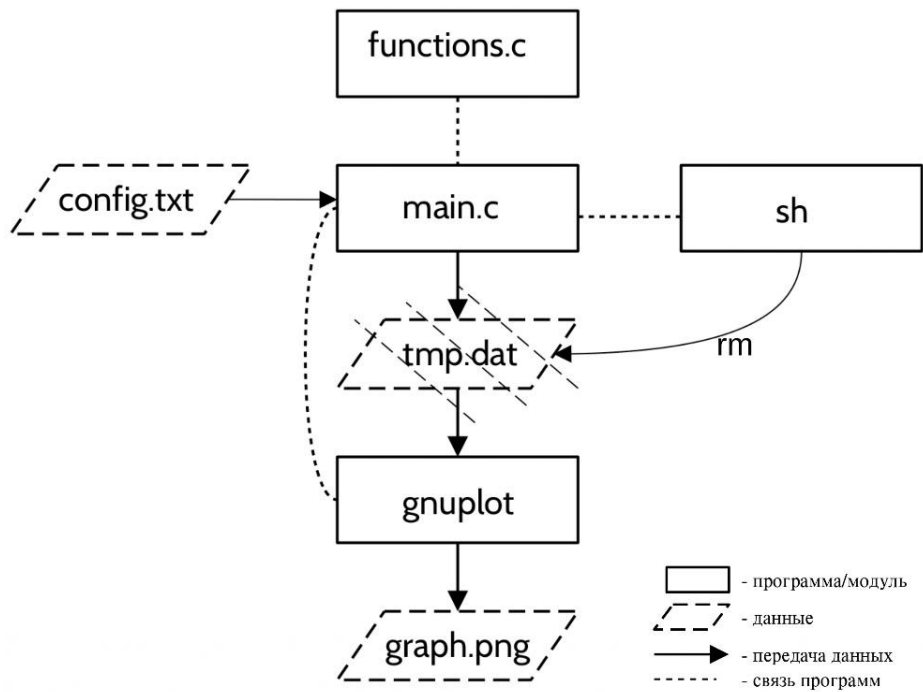 functions.c
config.txt
main.c
sh
tmp.dat
rm
gnuplot
graph.png
- программа/модуль
- данные
- передача данных
- связь программ